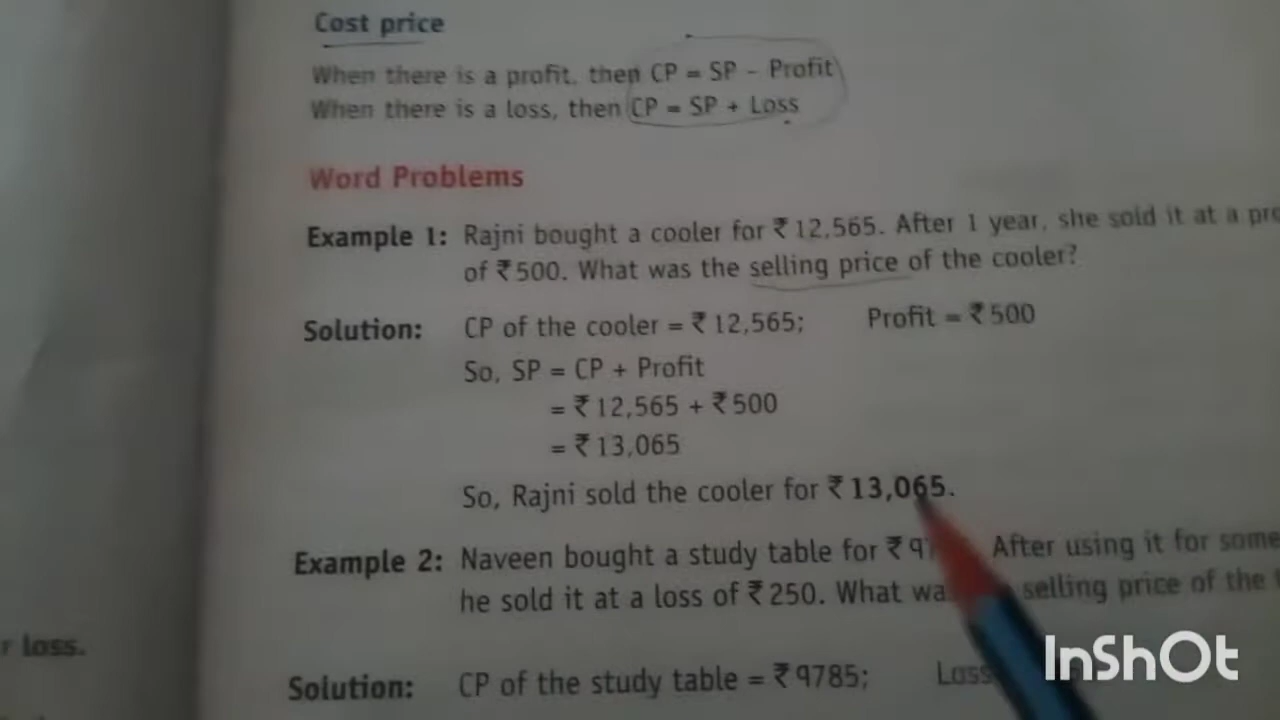 Cost price
When there is a profit, then CP = SP - Profit
When there is a loss, then CP = SP + Loss
Word Problems
Example 1: Rajni bought a cooler for ₹12,565. After 1 year, she sold it at a
of ₹500. What was the selling price of the cooler?
Solution: CP of the cooler = ₹12,565; Profit = ₹500
So, SP = CP + Profit
= ₹12,565 + ₹500
= ₹13,065
So, Rajni sold the cooler for ₹13,065.
Example 2: Naveen bought a study table for ₹ After using it for some
he sold it at a loss of ₹250. What selling price of the
r loss.
Solution: CP of the study table = ₹9785; Loss
InShOt